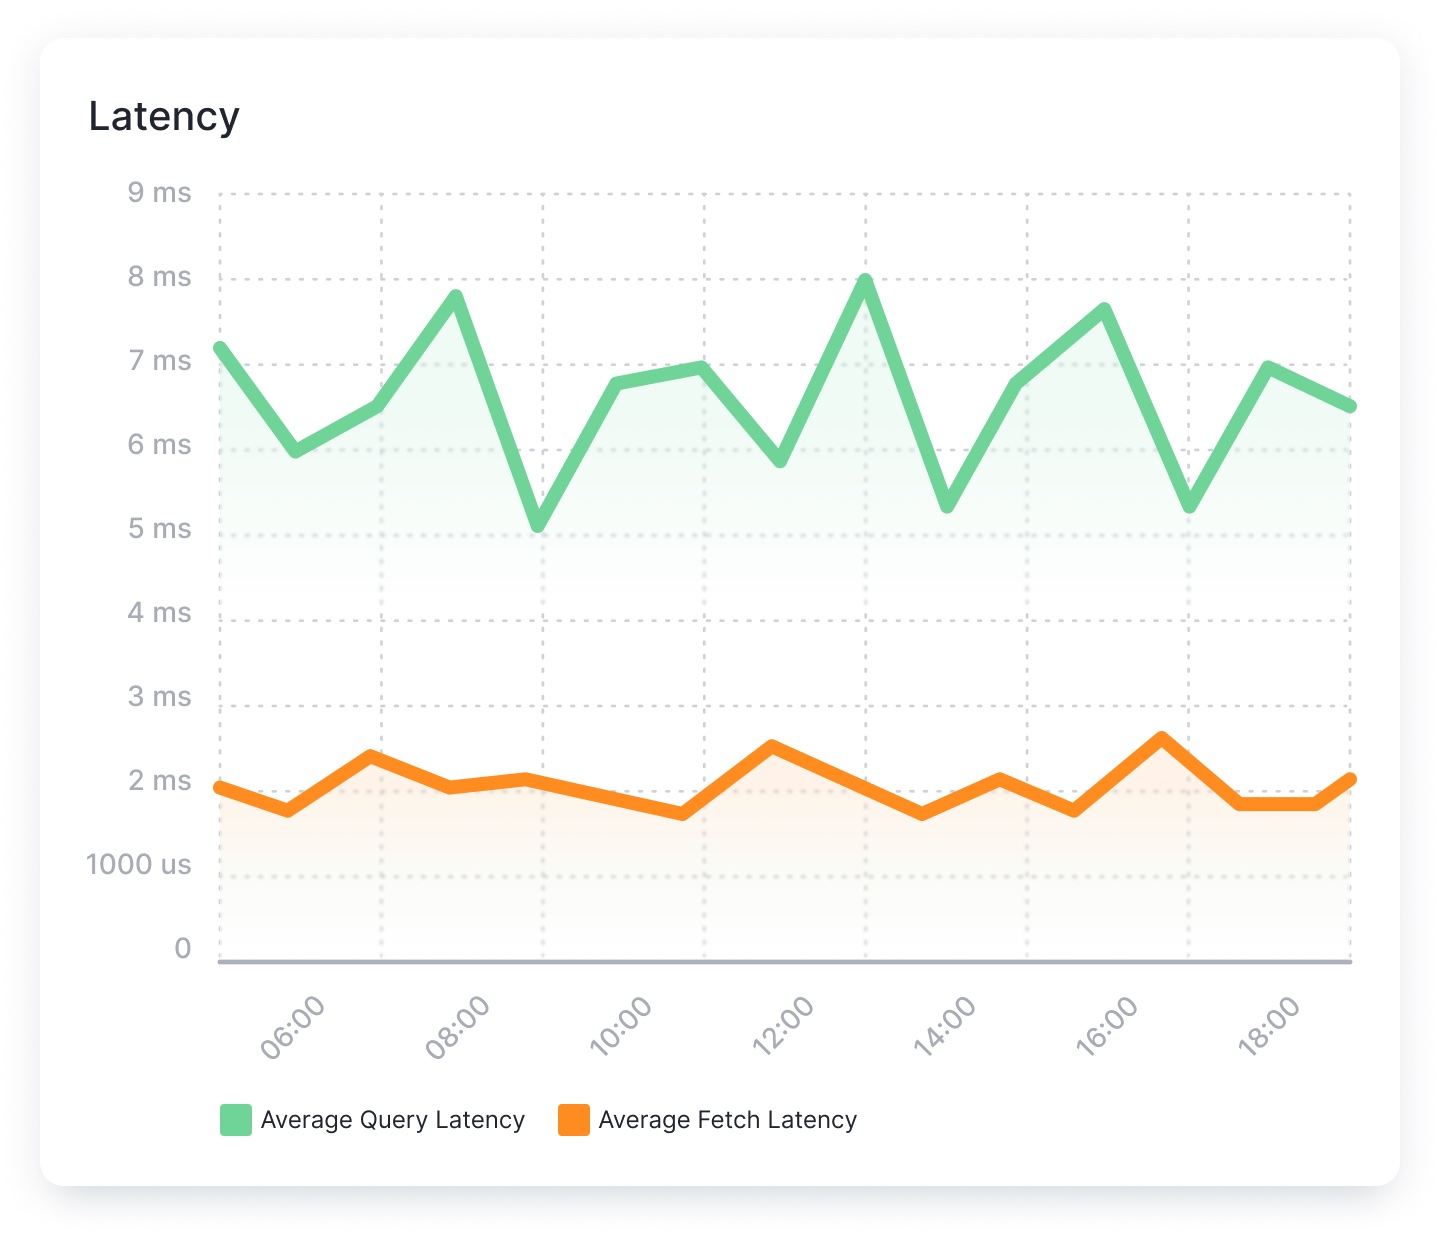 Latency
9 ms
8 ms
7 ms
6 ms
5 ms
4 ms
3 ms
2 ms
1000 us
0
06:00 08:00 10:00 12:00 14:00 16:00 18:00
Average Query Latency Average Fetch Latency